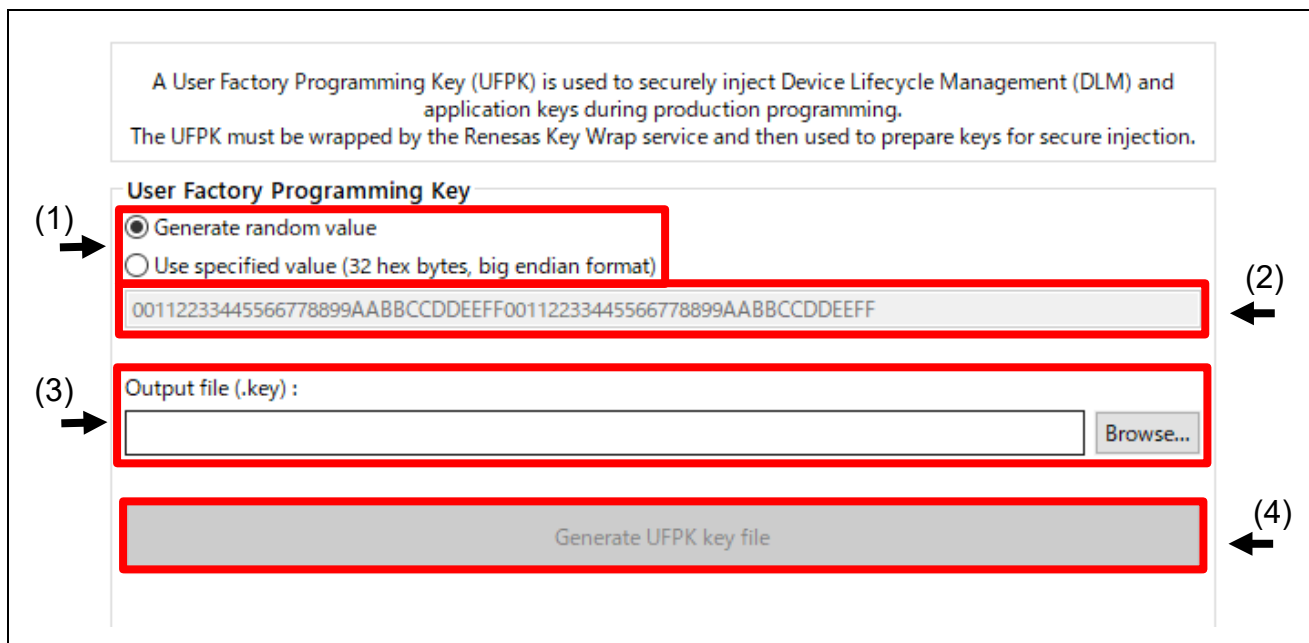 A User Factory Programming Key (UFPK) is used to securely inject Device Lifecycle Management (DLM) and
application keys during production programming.
The UFPK must be wrapped by the Renesas Key Wrap service and then used to prepare keys for secure injection.
User Factory Programming Key
(1)
Generate random value
Use specified value (32 hex bytes, big endian format)
(2)
00112233445566778899AABBCCDDEEFF00112233445566778899AABBCCDDEEFF
(3)
Output file (.key) :
Browse...
(4)
Generate UFPK key file